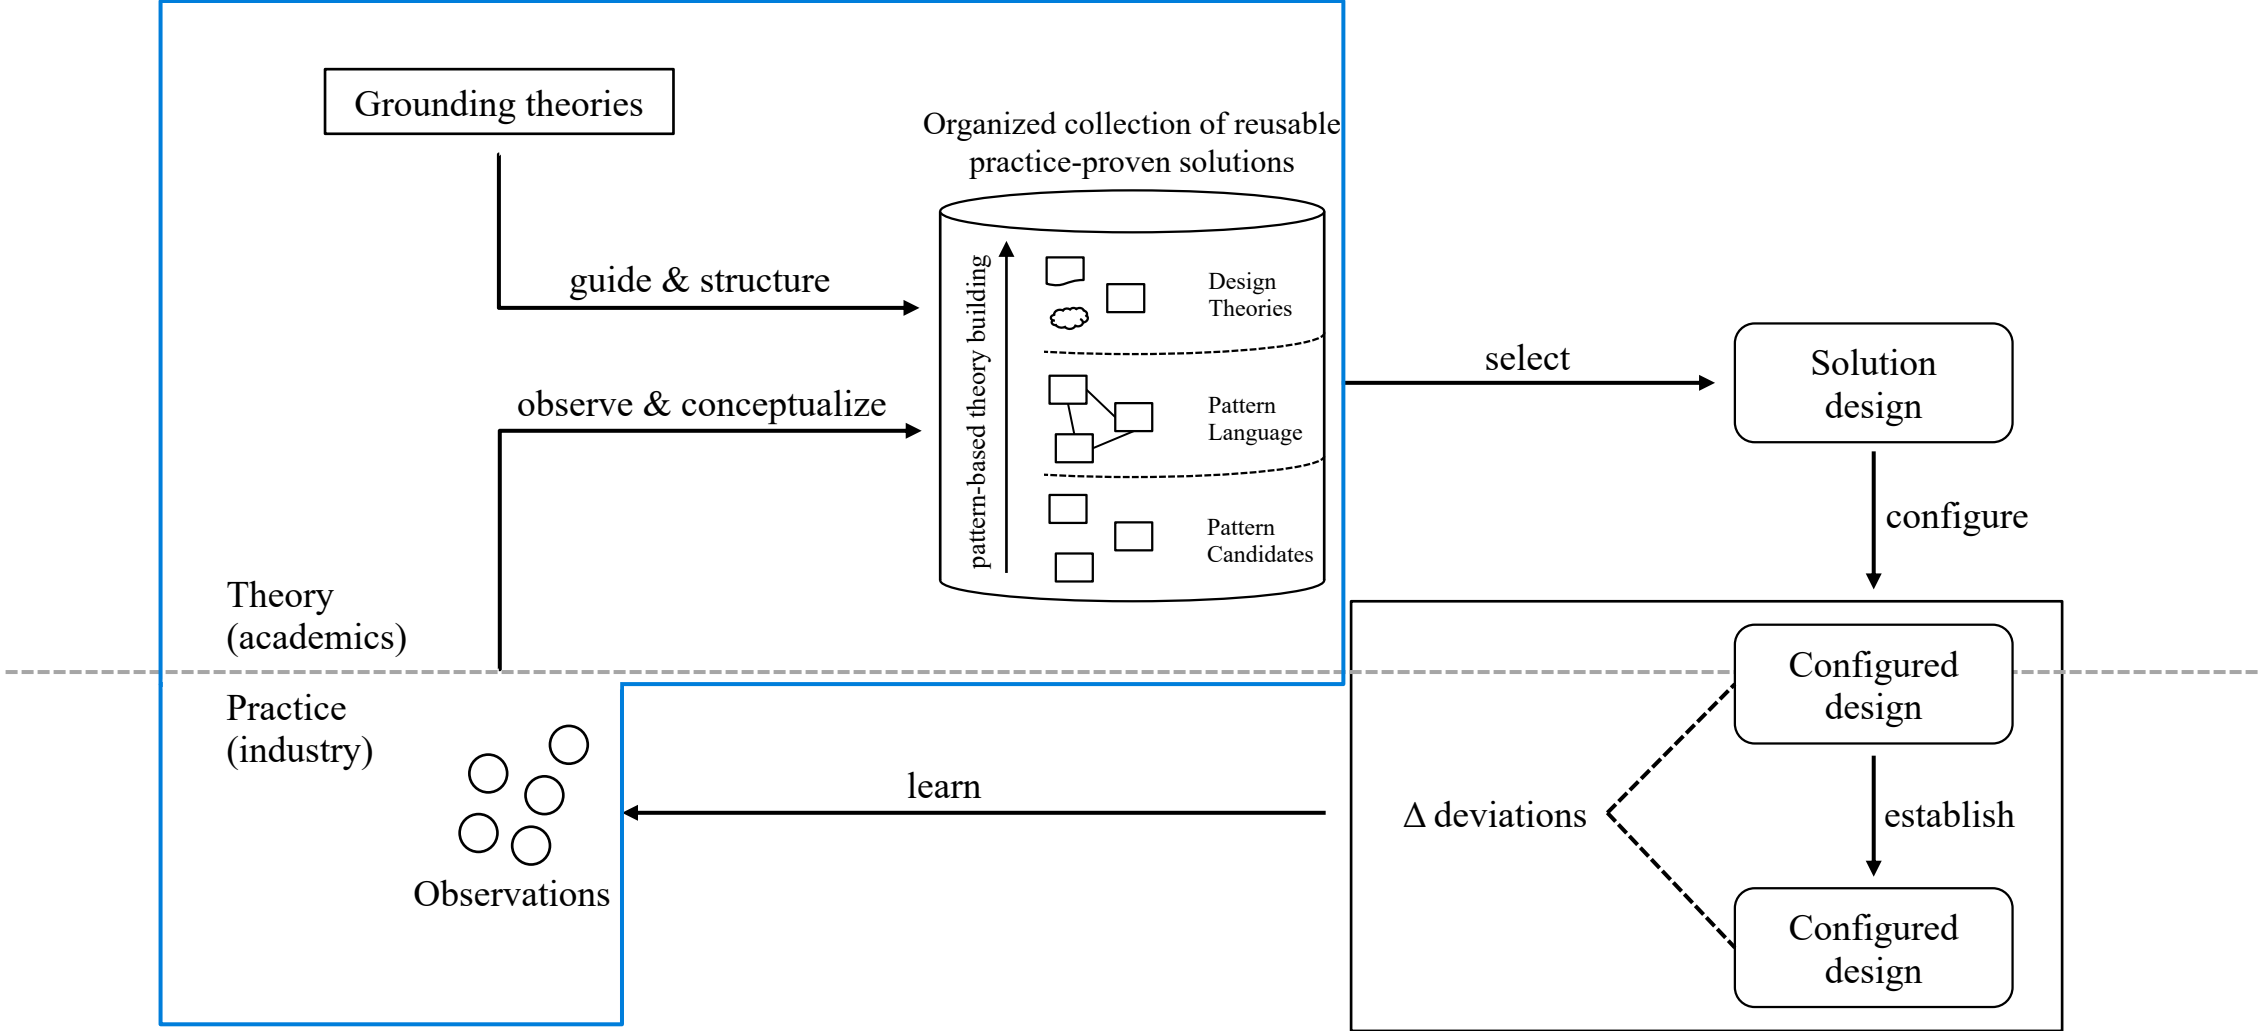 Grounding theories
Organized collection of reusable
practice-proven solutions
guide & structure
observe & conceptualize
pattern-based theory building
Design
Theories
Pattern
Language
Pattern
Candidates
select
Solution
design
configure
Theory
(academics)
Practice
(industry)
Observations
learn
Δ deviations
Configured
design
establish
Configured
design